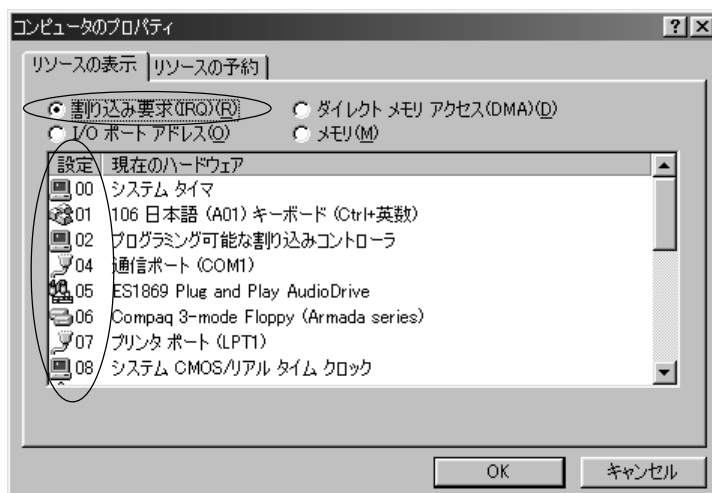 コンピュータのプロパティ
リソースの表示 リソースの予約
割り込み要求(IRQ)(R) ダイレクト メモリ アクセス(DMA)(D)
I/O ポート アドレス(O) メモリ(M)
設定 現在のハードウェア
00 システム タイマ
01 106 日本語 (A01) キーボード (Ctrl+英数)
02 プログラミング可能な割り込みコントローラ
04 通信ポート (COM1)
05 ES1869 Plug and Play AudioDrive
06 Compaq 3-mode Floppy (Armada series)
07 プリンタ ポート (LPT1)
08 システム CMOS/リアル タイム クロック
OK キャンセル